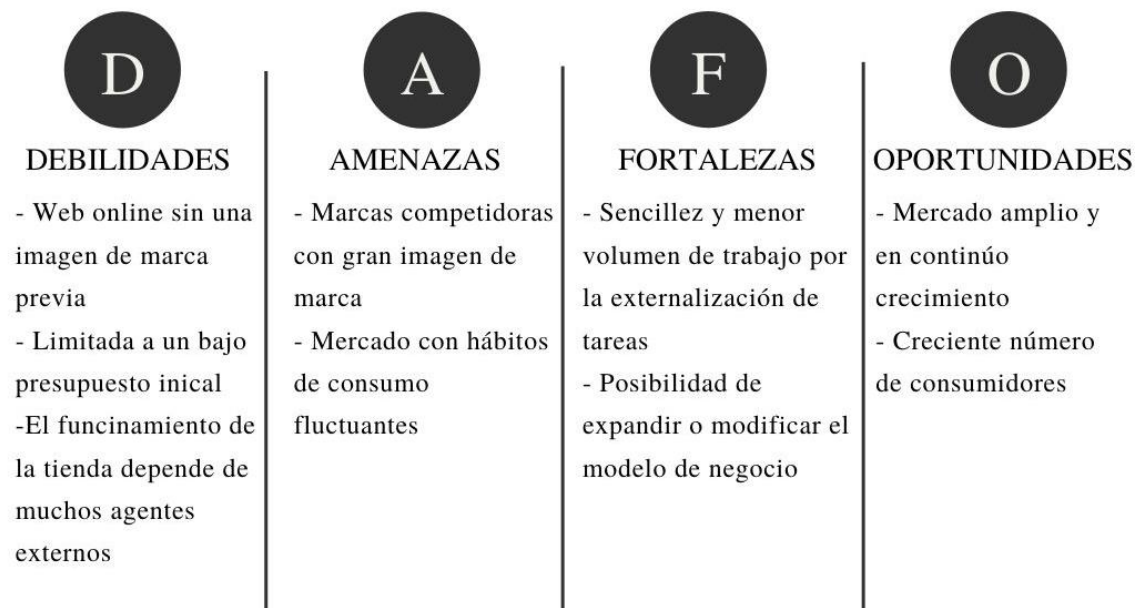 D
DEBILIDADES
- Web online sin una
imagen de marca
previa
- Limitada a un bajo
presupuesto inical
-El funcinamiento de
la tienda depende de
muchos agentes
externos
A
AMENAZAS
- Marcas competidoras
con gran imagen de
marca
- Mercado con hábitos
de consumo
fluctuantes
F
FORTALEZAS
- Sencillez y menor
volumen de trabajo por
la externalización de
tareas
- Posibilidad de
expandir o modificar el
modelo de negocio
O
OPORTUNIDADES
- Mercado amplio y
en continúo
crecimiento
- Creciente número
de consumidores